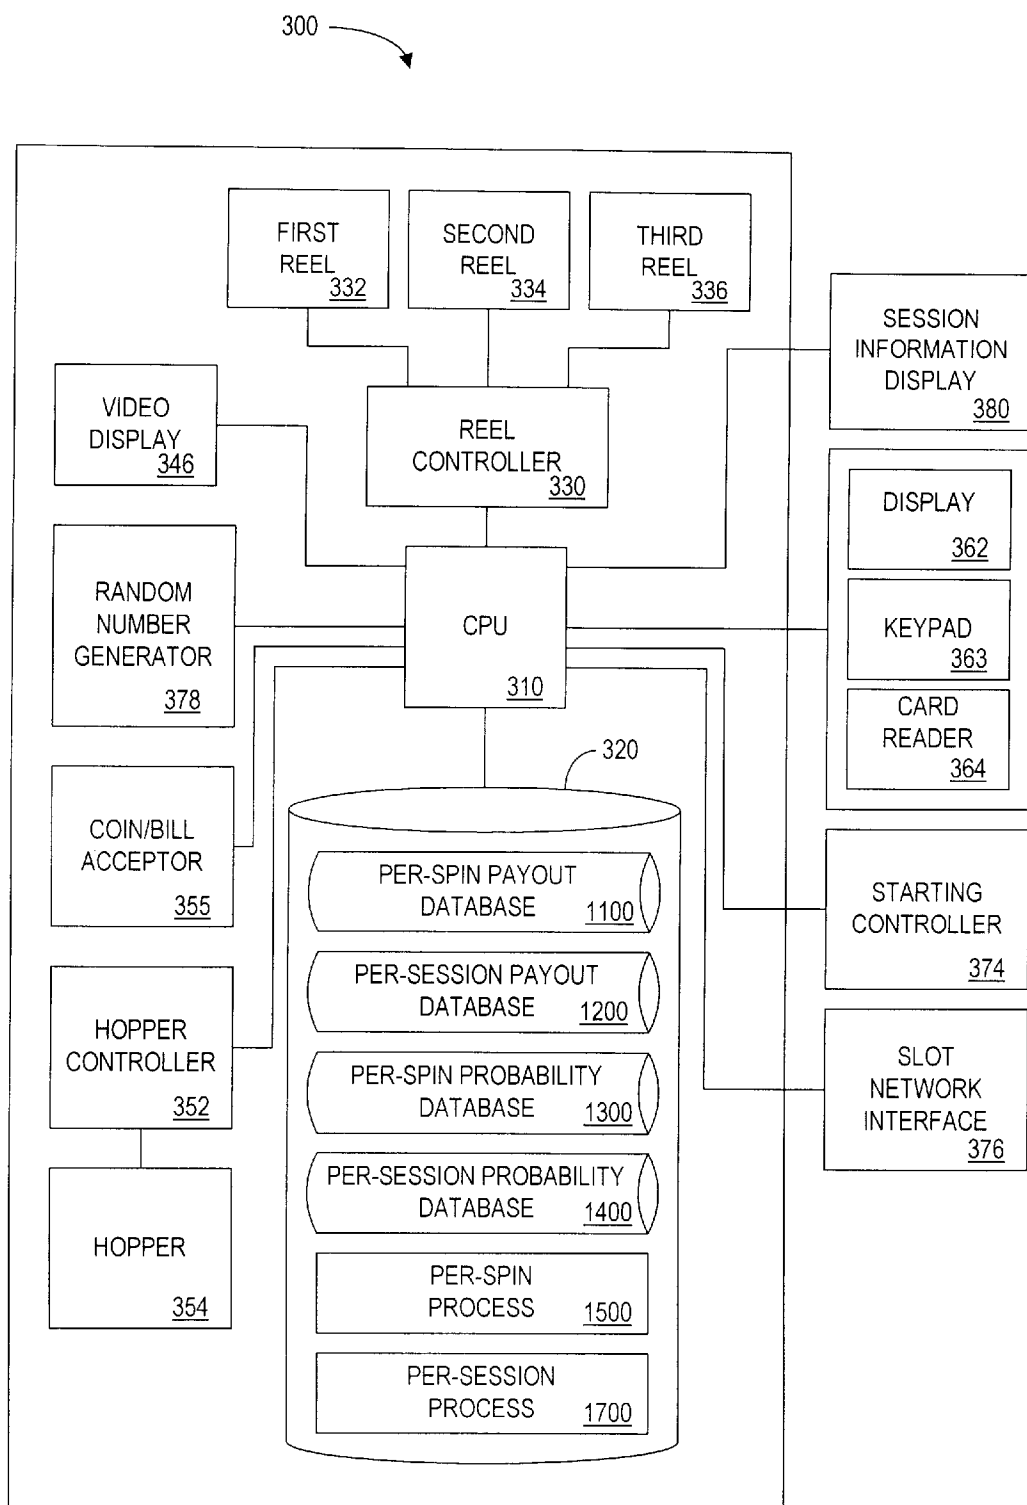 300
FIRST
REEL
332
SECOND
REEL
334
THIRD
REEL
336
SESSION
INFORMATION
DISPLAY
380
VIDEO
DISPLAY
346
REEL
CONTROLLER
330
DISPLAY
362
RANDOM
NUMBER
GENERATOR
378
CPU
310
KEYPAD
363
CARD
READER
364
320
COIN/BILL
ACCEPTOR
355
PER-SPIN PAYOUT
DATABASE
1100
STARTING
CONTROLLER
374
PER-SESSION PAYOUT
DATABASE
1200
HOPPER
CONTROLLER
352
PER-SPIN PROBABILITY
DATABASE
1300
SLOT
NETWORK
INTERFACE
376
PER-SESSION PROBABILITY
DATABASE
1400
HOPPER
354
PER-SPIN
PROCESS
1500
PER-SESSION
PROCESS
1700